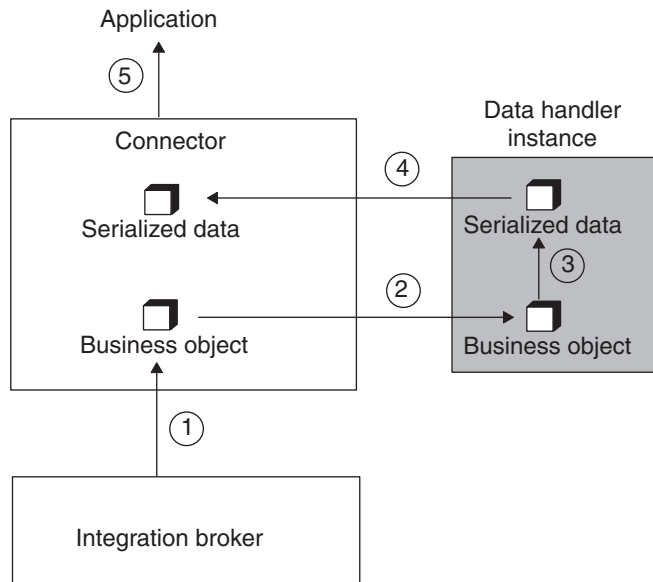 Application
5
Data handler
instance
Connector
4
Serialized data
Serialized data
3
2
Business object
Business object
1
Integration broker